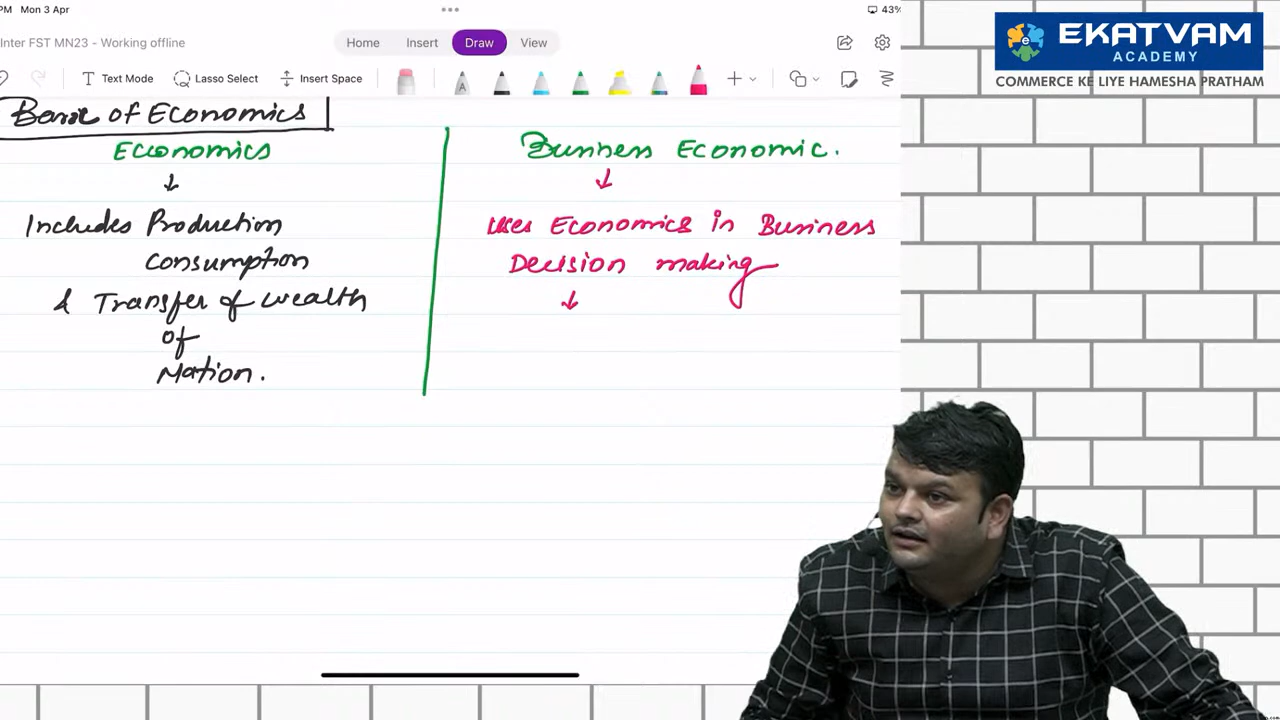 PM Mon 3 Apr
43%
Inter FST MN23 - Working offline
Home Insert Draw View
Text Mode Lasso Select Insert Space
EKATVAM
ACADEMY
COMMERCE KE LIYE HAMESHA PRATHAM
Basic of Economics
Economics
Includes Production
Consumption
& Transfer of wealth
of
Nation.
Business Economic.
Uses Economics in Business
Decision making